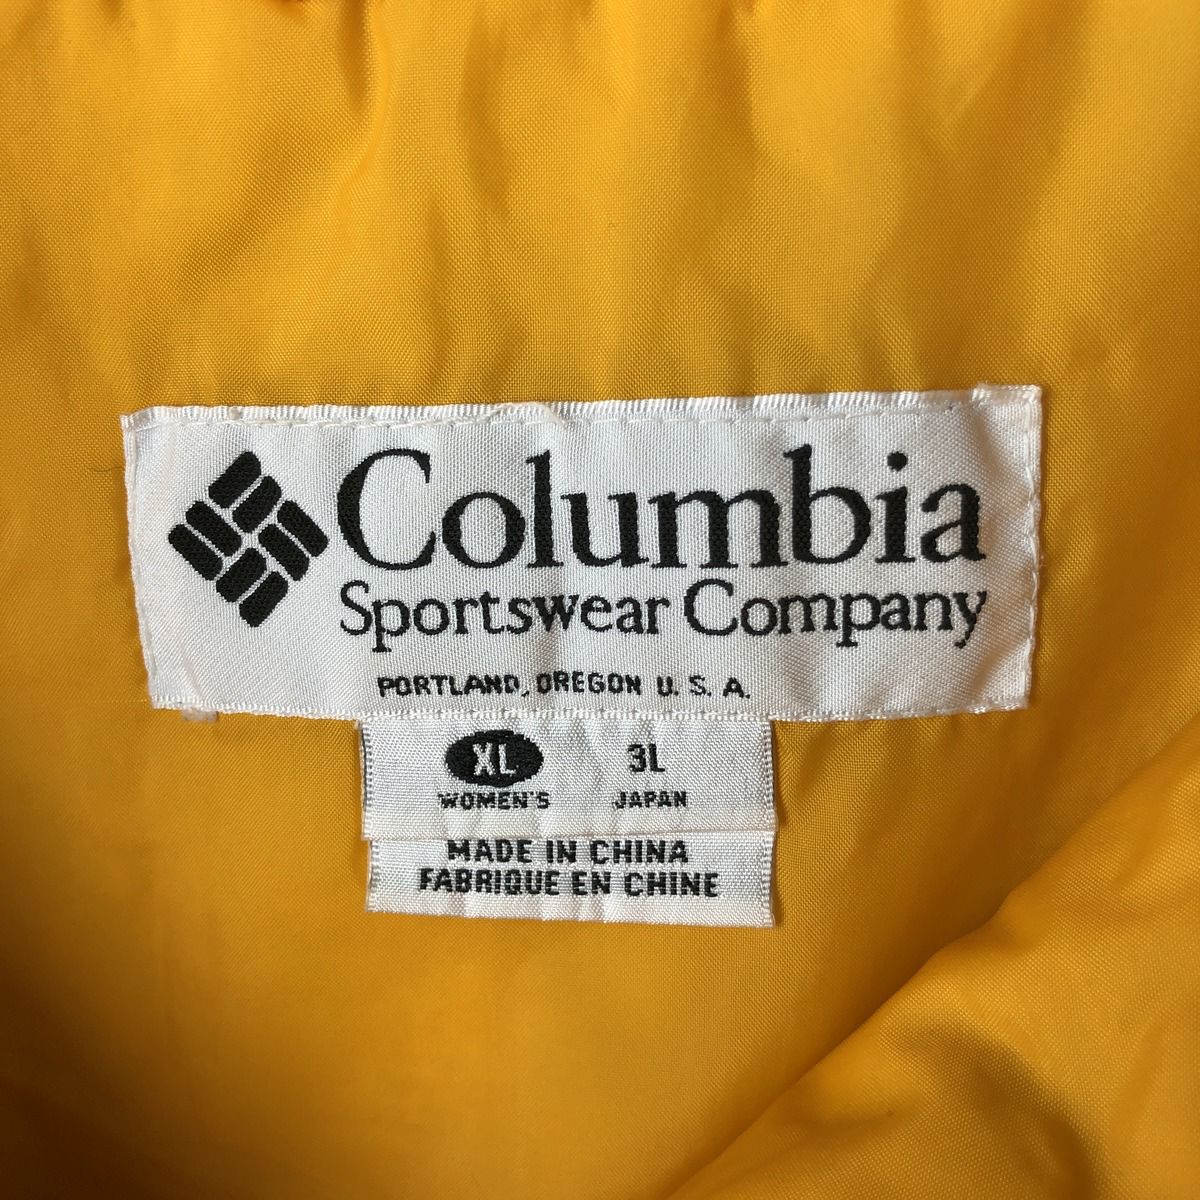 Columbia
Sportswear Company
PORTLAND, OREGON U. S. A.
XL 3L
WOMEN'S JAPAN
MADE IN CHINA
FABRIQUE EN CHINE